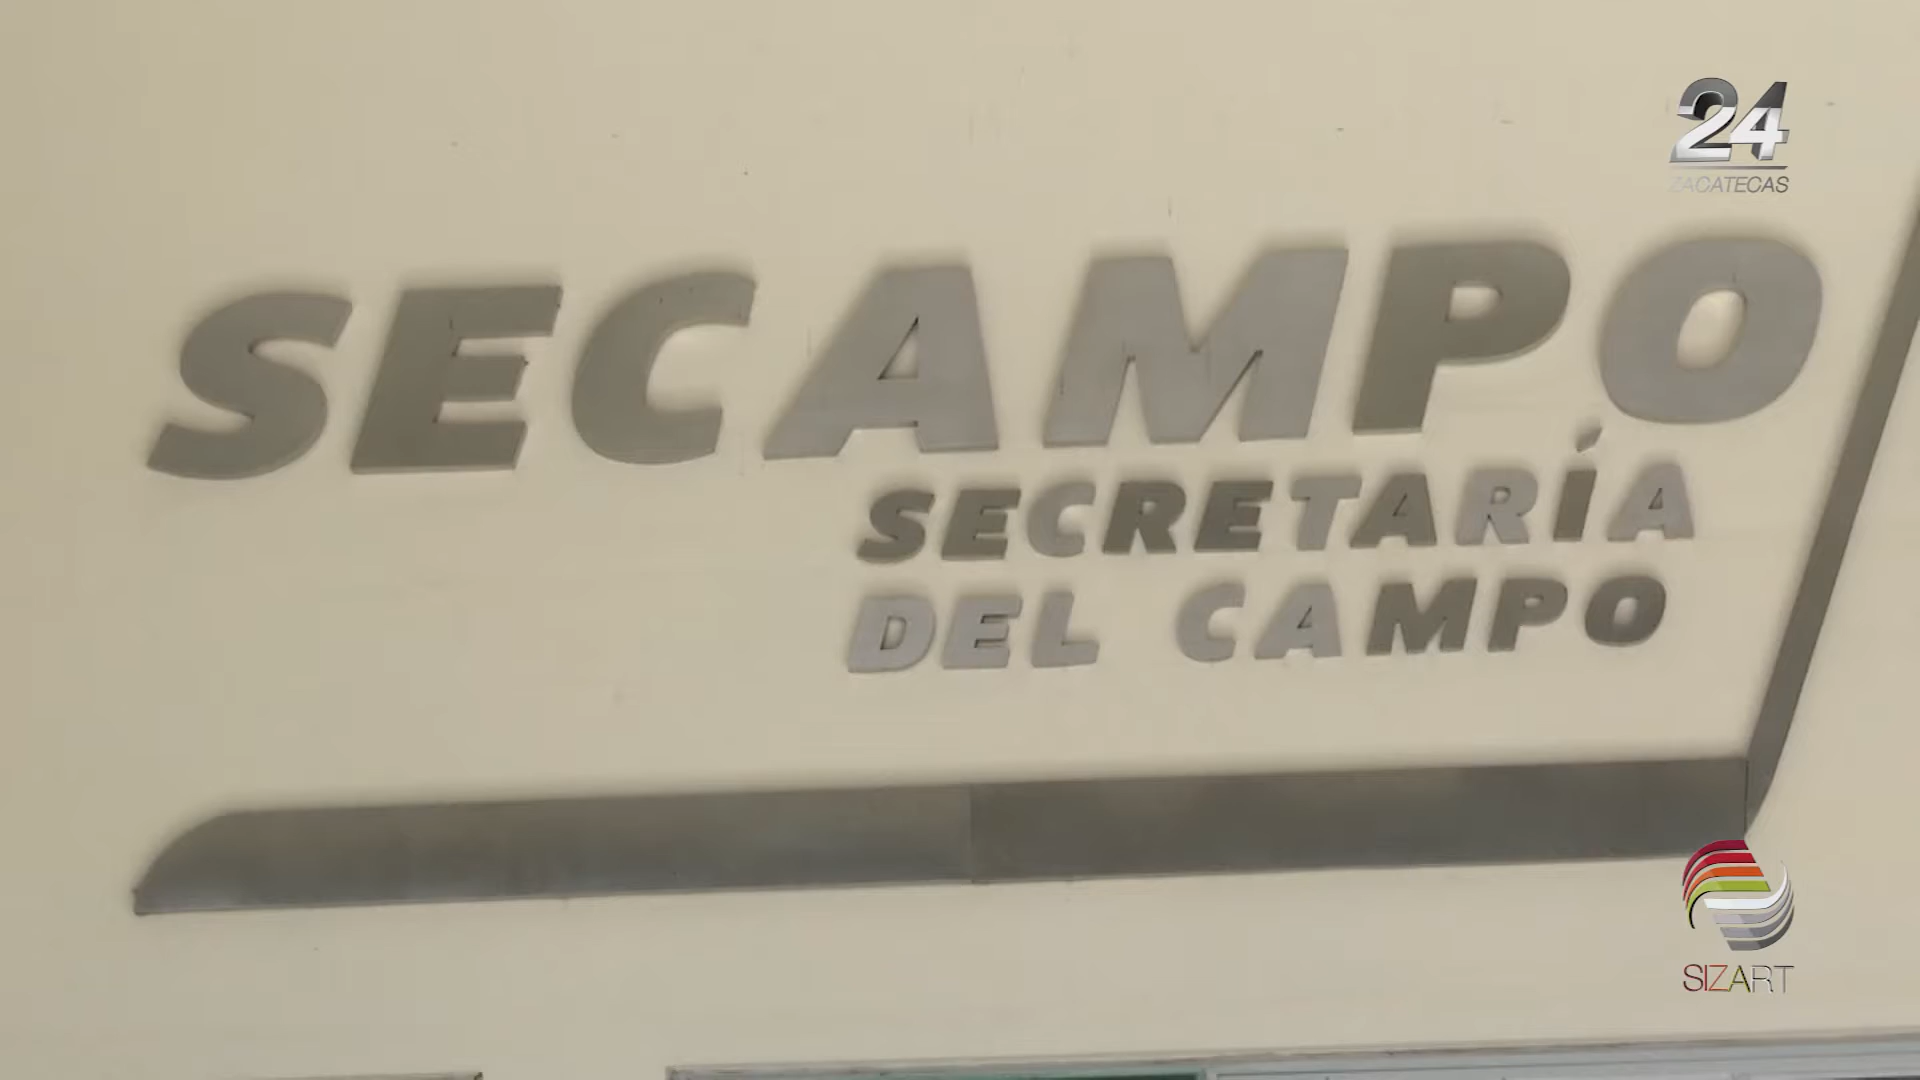 24
ZACATECAS
SECAMPO
SECRETARÍA
DEL CAMPO
SIZART